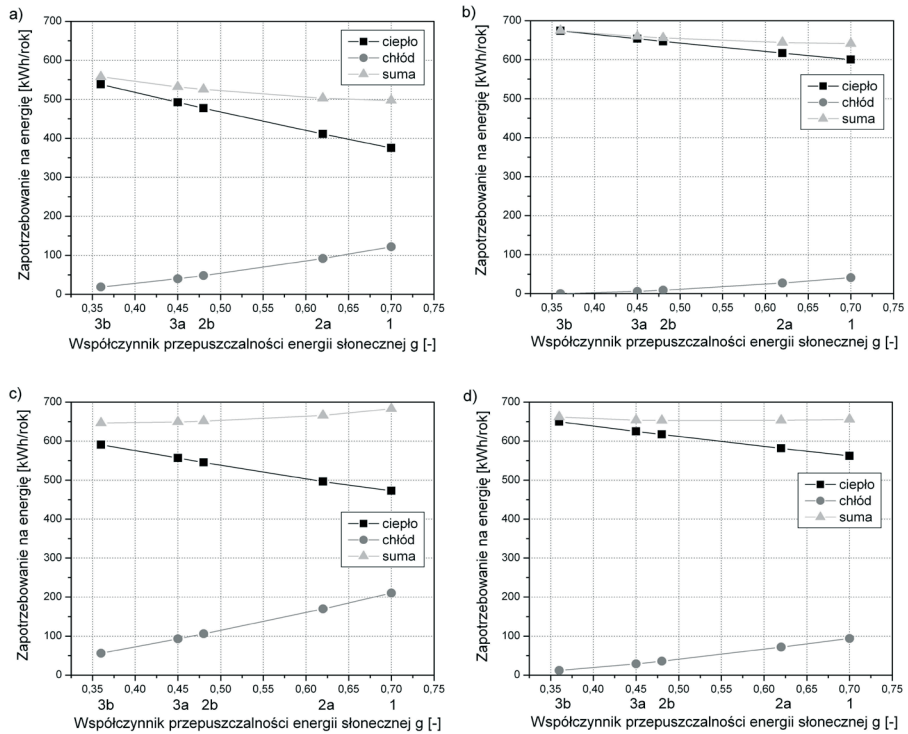 a)
Zapotrzebowanie na energię [kWh/rok]
700
600
500
400
300
200
100
0
ciepło
chłód
suma
0,35 0,40 0,45 0,50 0,55 0,60 0,65 0,70 0,75
3b 3a 2b 2a 1
Współczynnik przepuszczalności energii słonecznej g [-]
b)
Zapotrzebowanie na energię [kWh/rok]
700
600
500
400
300
200
100
0
ciepło
chłód
suma
0,35 0,40 0,45 0,50 0,55 0,60 0,65 0,70 0,75
3b 3a 2b 2a 1
Współczynnik przepuszczalności energii słonecznej g [-]
c)
Zapotrzebowanie na energię [kWh/rok]
700
600
500
400
300
200
100
0
ciepło
chłód
suma
0,35 0,40 0,45 0,50 0,55 0,60 0,65 0,70 0,75
3b 3a 2b 2a 1
Współczynnik przepuszczalności energii słonecznej g [-]
d)
Zapotrzebowanie na energię [kWh/rok]
700
600
500
400
300
200
100
0
ciepło
chłód
suma
0,35 0,40 0,45 0,50 0,55 0,60 0,65 0,70 0,75
3b 3a 2b 2a 1
Współczynnik przepuszczalności energii słonecznej g [-]